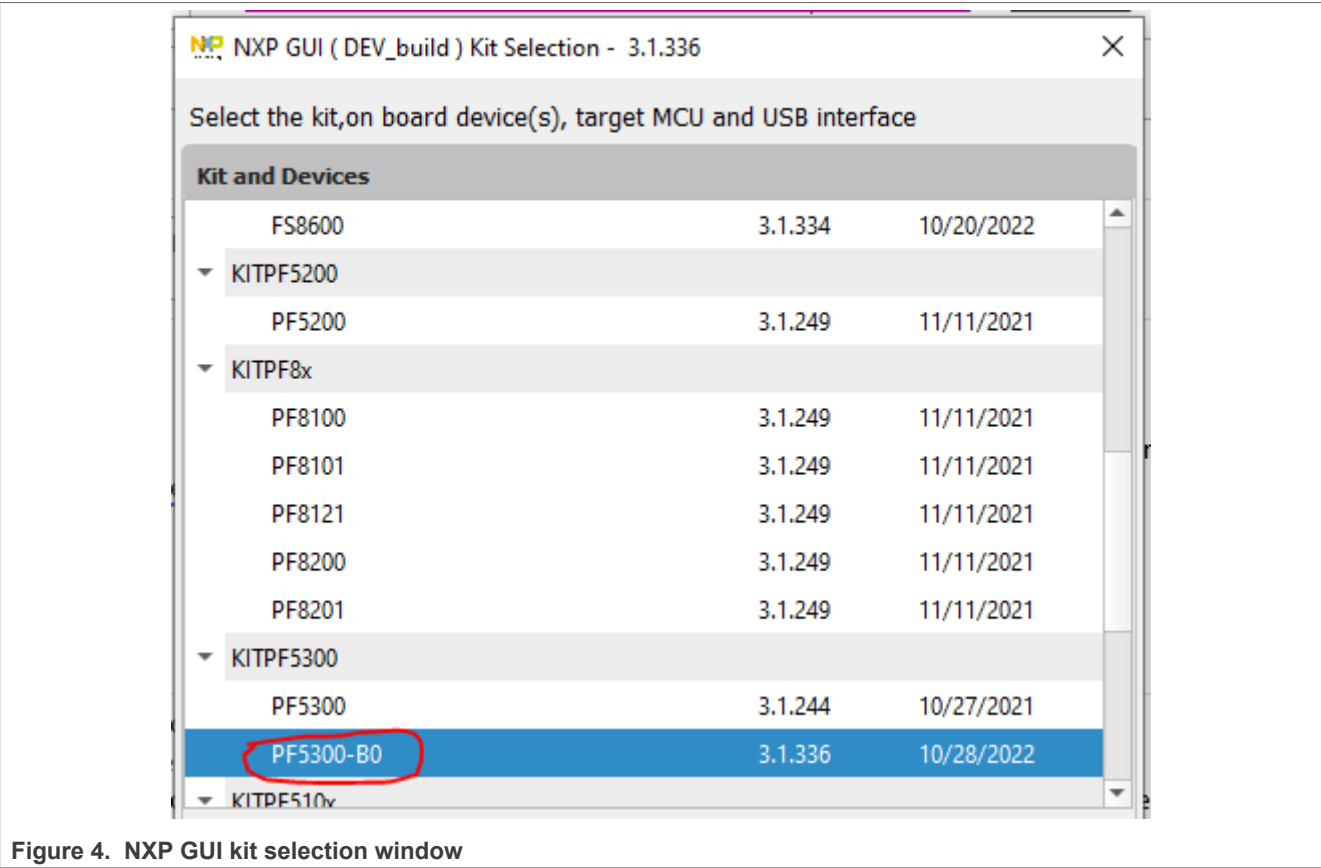 NXP GUI ( DEV_build ) Kit Selection - 3.1.336
Select the kit,on board device(s), target MCU and USB interface
Kit and Devices
FS8600 3.1.334 10/20/2022
KITPF5200
PF5200 3.1.249 11/11/2021
KITPF8x
PF8100 3.1.249 11/11/2021
PF8101 3.1.249 11/11/2021
PF8121 3.1.249 11/11/2021
PF8200 3.1.249 11/11/2021
PF8201 3.1.249 11/11/2021
KITPF5300
PF5300 3.1.244 10/27/2021
PF5300-B0 3.1.336 10/28/2022
KITPF510x
Figure 4. NXP GUI kit selection window